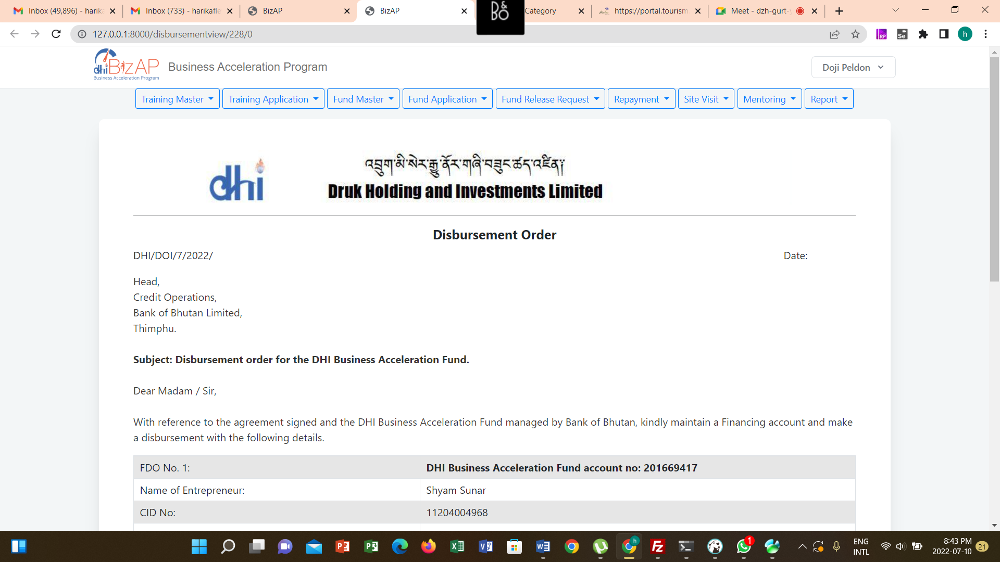 Inbox (49,896) - harika
Inbox (733) - harikafle
BizAP
BizAP
Category
https://portal.tourism.
Meet - dzh-gurt-
B&O
127.0.0.1:8000/disbursementview/228/0
RP
Se
h
dhi BizAP
Business Acceleration Program
Business Acceleration Program
Doji Peldon
Training Master
Training Application
Fund Master
Fund Application
Fund Release Request
Repayment
Site Visit
Mentoring
Report
dhi
འབྲུག་མི་སེར་རྒྱུ་ནོར་གཞི་བཟུང་ཚད་འཛིན།
Druk Holding and Investments Limited
Disbursement Order
DHI/DOI/7/2022/
Date:
Head,
Credit Operations,
Bank of Bhutan Limited,
Thimphu.
Subject: Disbursement order for the DHI Business Acceleration Fund.
Dear Madam / Sir,
With reference to the agreement signed and the DHI Business Acceleration Fund managed by Bank of Bhutan, kindly maintain a Financing account and make
a disbursement with the following details.
FDO No. 1:
DHI Business Acceleration Fund account no: 201669417
Name of Entrepreneur:
Shyam Sunar
CID No:
11204004968
h
1
ENG
INTL
8:43 PM
2022-07-10
21